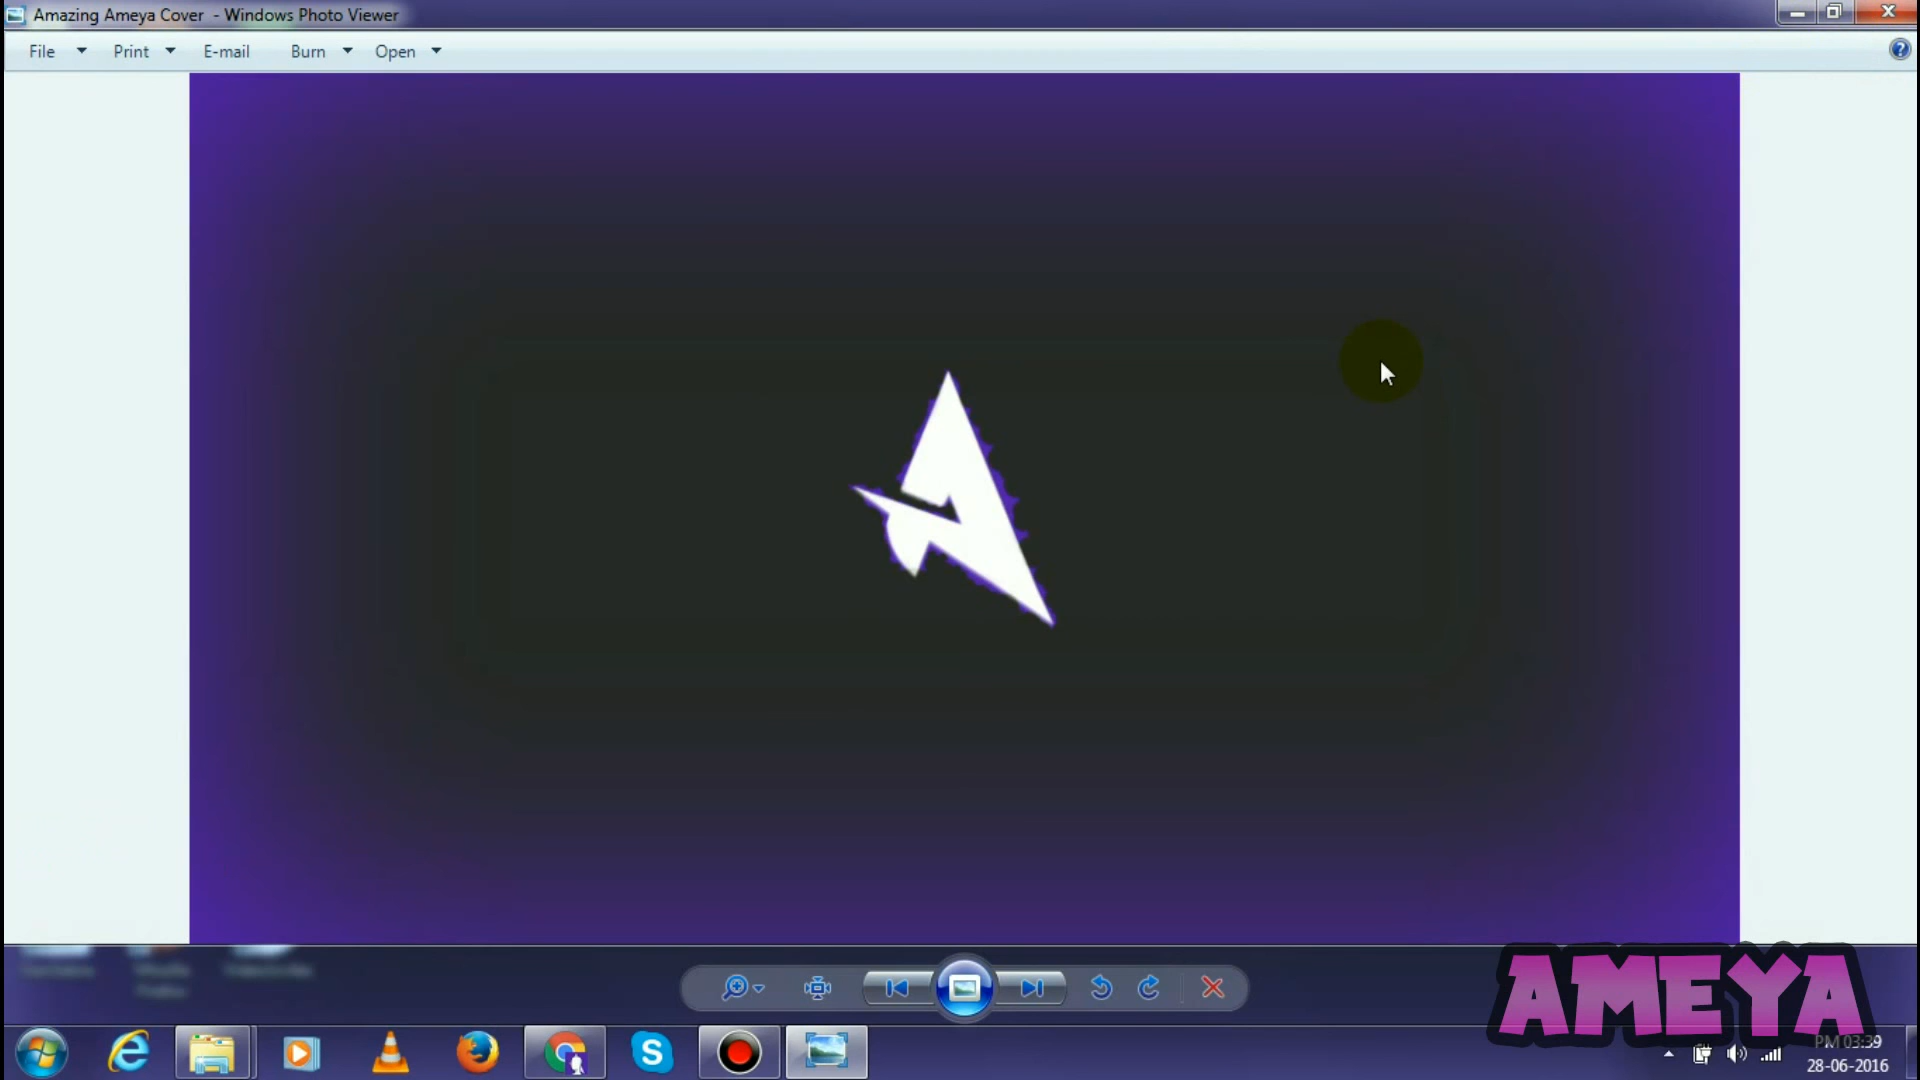 Amazing Ameya Cover - Windows Photo Viewer
File Print E-mail Burn Open
AMEYA
PM 03:39
28-06-2016